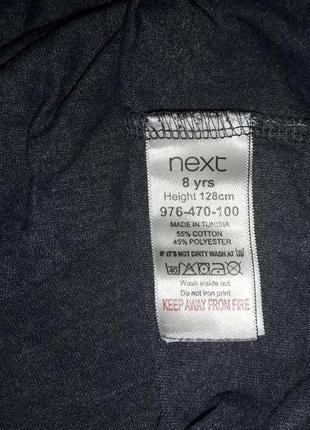 next
8 yrs
Height 128cm
976-470-100
MADE IN TUNISIA
55% COTTON
45% POLYESTER
IF IT'S NOT DIRTY WASH AT
Wash inside out
Do not iron print
KEEP AWAY FROM FIRE